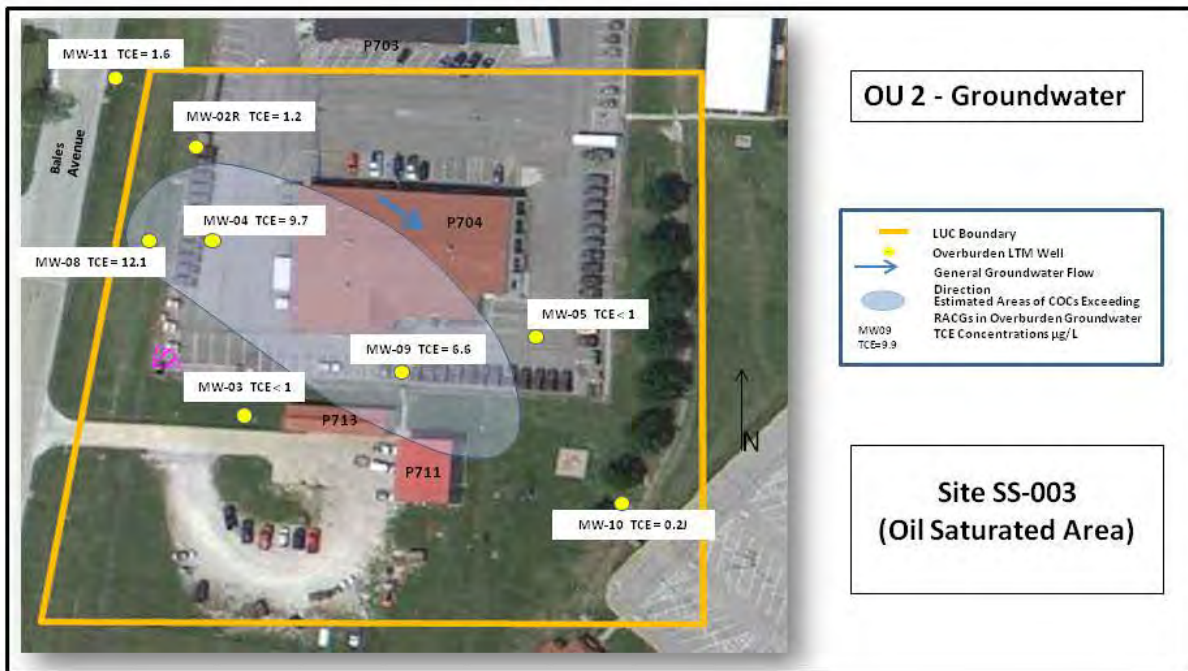 P703
MW-11 TCE = 1.6
MW-02R TCE = 1.2
Bales
Avenue
MW-04 TCE = 9.7
P704
MW-08 TCE = 12.1
MW-05 TCE < 1
MW-09 TCE = 6.6
MW-03 TCE < 1
P713
N
P711
MW-10 TCE = 0.2J
OU 2 - Groundwater
LUC Boundary
Overburden LTM Well
General Groundwater Flow
Direction
Estimated Areas of COCs Exceeding
RACGs in Overburden Groundwater
MW09
TCE=9.9
TCE Concentrations µg/L
Site SS-003
(Oil Saturated Area)